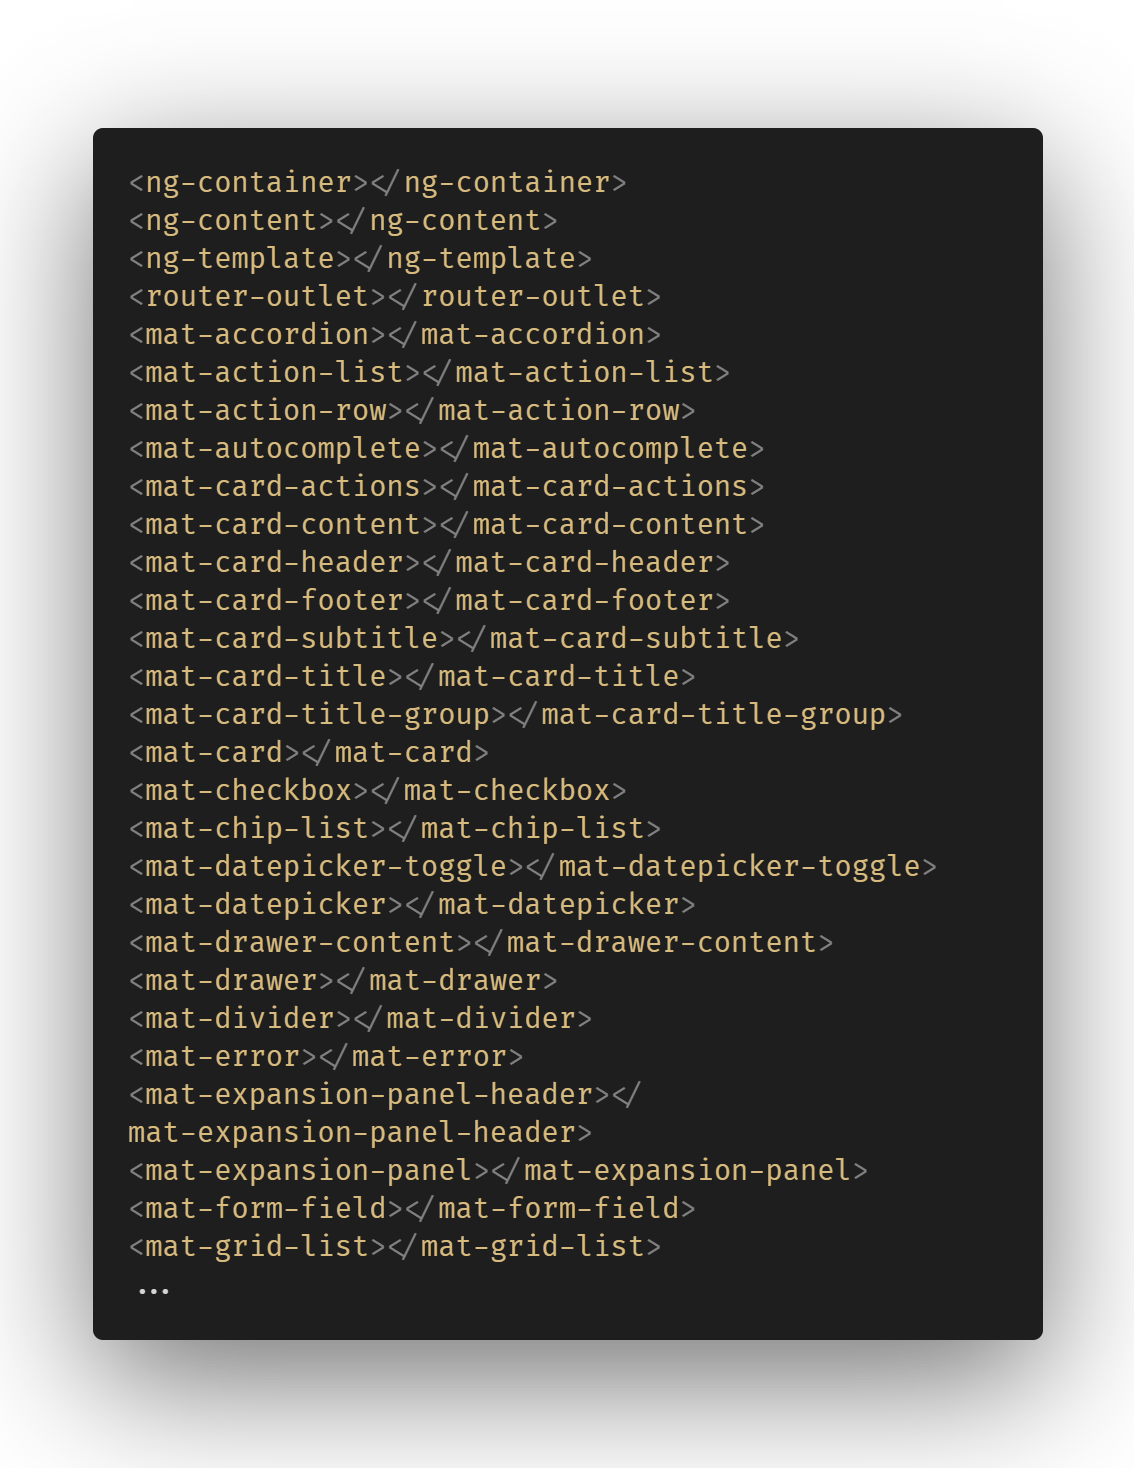 <ng-container></ng-container>
<ng-content></ng-content>
<ng-template></ng-template>
<router-outlet></router-outlet>
<mat-accordion></mat-accordion>
<mat-action-list></mat-action-list>
<mat-action-row></mat-action-row>
<mat-autocomplete></mat-autocomplete>
<mat-card-actions></mat-card-actions>
<mat-card-content></mat-card-content>
<mat-card-header></mat-card-header>
<mat-card-footer></mat-card-footer>
<mat-card-subtitle></mat-card-subtitle>
<mat-card-title></mat-card-title>
<mat-card-title-group></mat-card-title-group>
<mat-card></mat-card>
<mat-checkbox></mat-checkbox>
<mat-chip-list></mat-chip-list>
<mat-datepicker-toggle></mat-datepicker-toggle>
<mat-datepicker></mat-datepicker>
<mat-drawer-content></mat-drawer-content>
<mat-drawer></mat-drawer>
<mat-divider></mat-divider>
<mat-error></mat-error>
<mat-expansion-panel-header></
mat-expansion-panel-header>
<mat-expansion-panel></mat-expansion-panel>
<mat-form-field></mat-form-field>
<mat-grid-list></mat-grid-list>
...